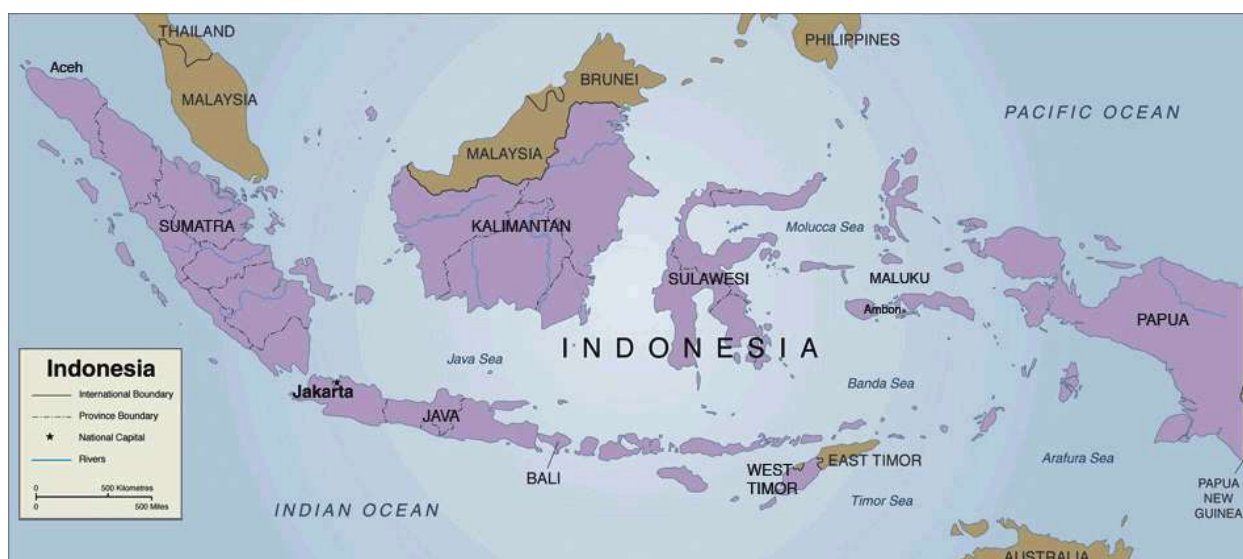 THAILAND
PHILIPPINES
Aceh
BRUNEI
MALAYSIA
PACIFIC OCEAN
MALAYSIA
SUMATRA
KALIMANTAN
Molucca Sea
SULAWESI
MALUKU
Ambon
PAPUA
INDONESIA
Java Sea
Banda Sea
Jakarta
JAVA
BALI
WEST
TIMOR
EAST TIMOR
Arafura Sea
Timor Sea
PAPUA
NEW
GUINEA
INDIAN OCEAN
AUSTRALIA
Indonesia
International Boundary
Province Boundary
National Capital
Rivers
0 500 Kilometres
0 500 Miles